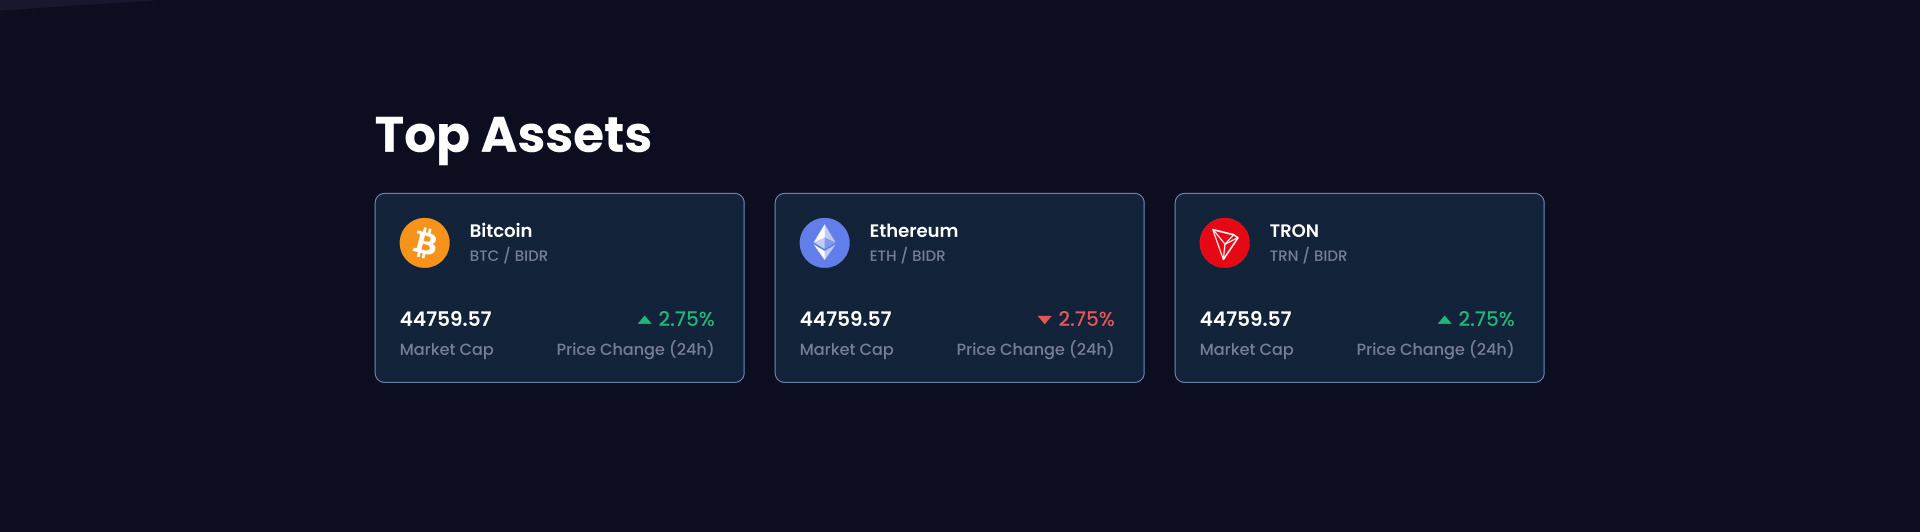 Top Assets
Bitcoin
BTC / BIDR
44759.57
2.75%
Market Cap
Price Change (24h)
Ethereum
ETH / BIDR
44759.57
2.75%
Market Cap
Price Change (24h)
TRON
TRN / BIDR
44759.57
2.75%
Market Cap
Price Change (24h)